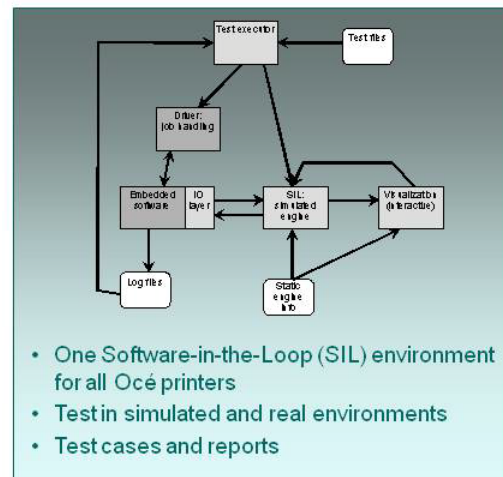 Test executor
Test files
Driver:
job handling
Embedded
software
IO
layer
SIL:
simulated
engine
Visualization
(interactive)
Log files
Static
engine
info
• One Software-in-the-Loop (SIL) environment
for all Océ printers
• Test in simulated and real environments
• Test cases and reports